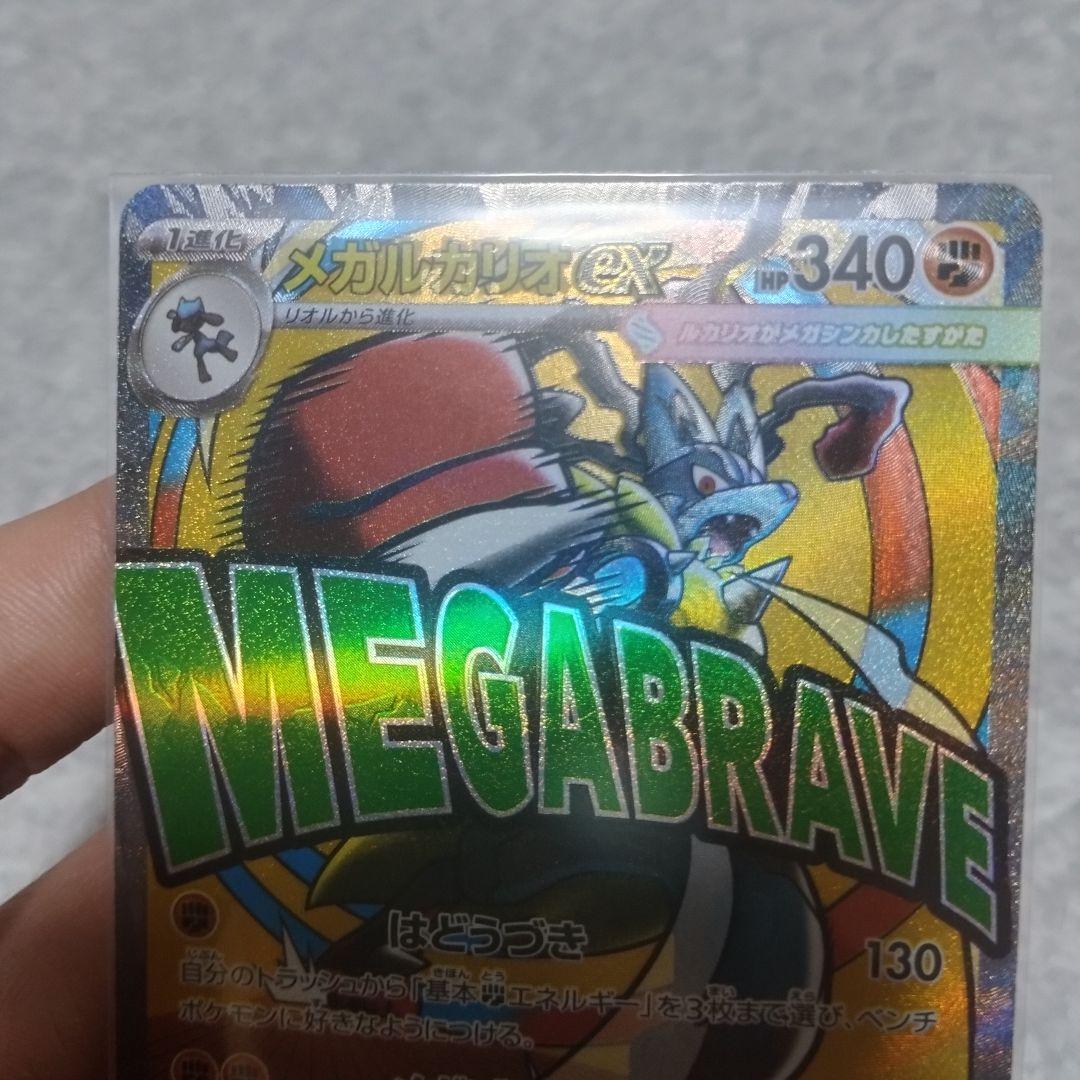 1進化
メガルカリオex
HP340
リオルから進化
ルカリオがメガシンカしたすがた
MEGABRAVE
はどうづき 130
自分のトラッシュから「基本エネルギー」を3枚まで選び、ベンチ
ポケモンに好きなようにつける。